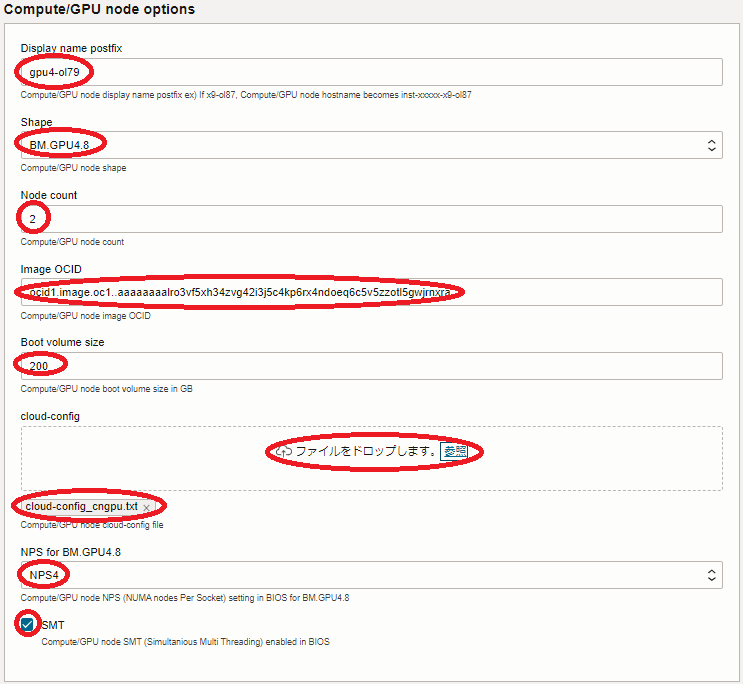 Compute/GPU node options
Display name postfix
gpu4-ol79
Compute/GPU node display name postfix ex) If x9-ol87, Compute/GPU node hostname becomes inst-xxxxx-x9-ol87
Shape
BM.GPU4.8
Compute/GPU node shape
Node count
2
Compute/GPU node count
Image OCID
ocid1.image.oc1..aaaaaaaalro3vf5xh34zvg42i3j5c4kp6rx4ndoeq6c5v5zzotl5gwjrnxra
Compute/GPU node image OCID
Boot volume size
200
Compute/GPU node boot volume size in GB
cloud-config
ファイルをドロップします。 参照
cloud-config_cngpu.txt ×
Compute/GPU node cloud-config file
NPS for BM.GPU4.8
NPS4
Compute/GPU node NPS (NUMA nodes Per Socket) setting in BIOS for BM.GPU4.8
SMT
Compute/GPU node SMT (Simultanious Multi Threading) enabled in BIOS